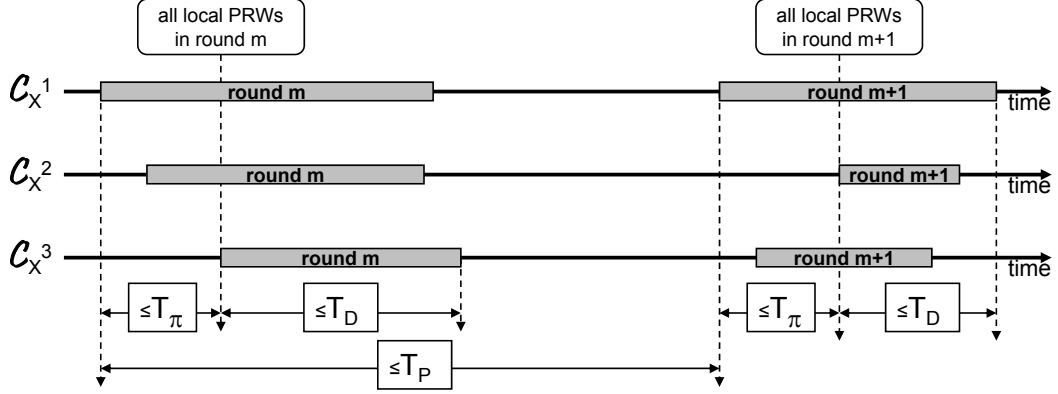 all local PRWs
in round m
all local PRWs
in round m+1
𝓒X1
round m
round m+1
time
𝓒X2
round m
round m+1
time
𝓒X3
round m
round m+1
time
≤Tπ
≤TD
≤Tπ
≤TD
≤TP